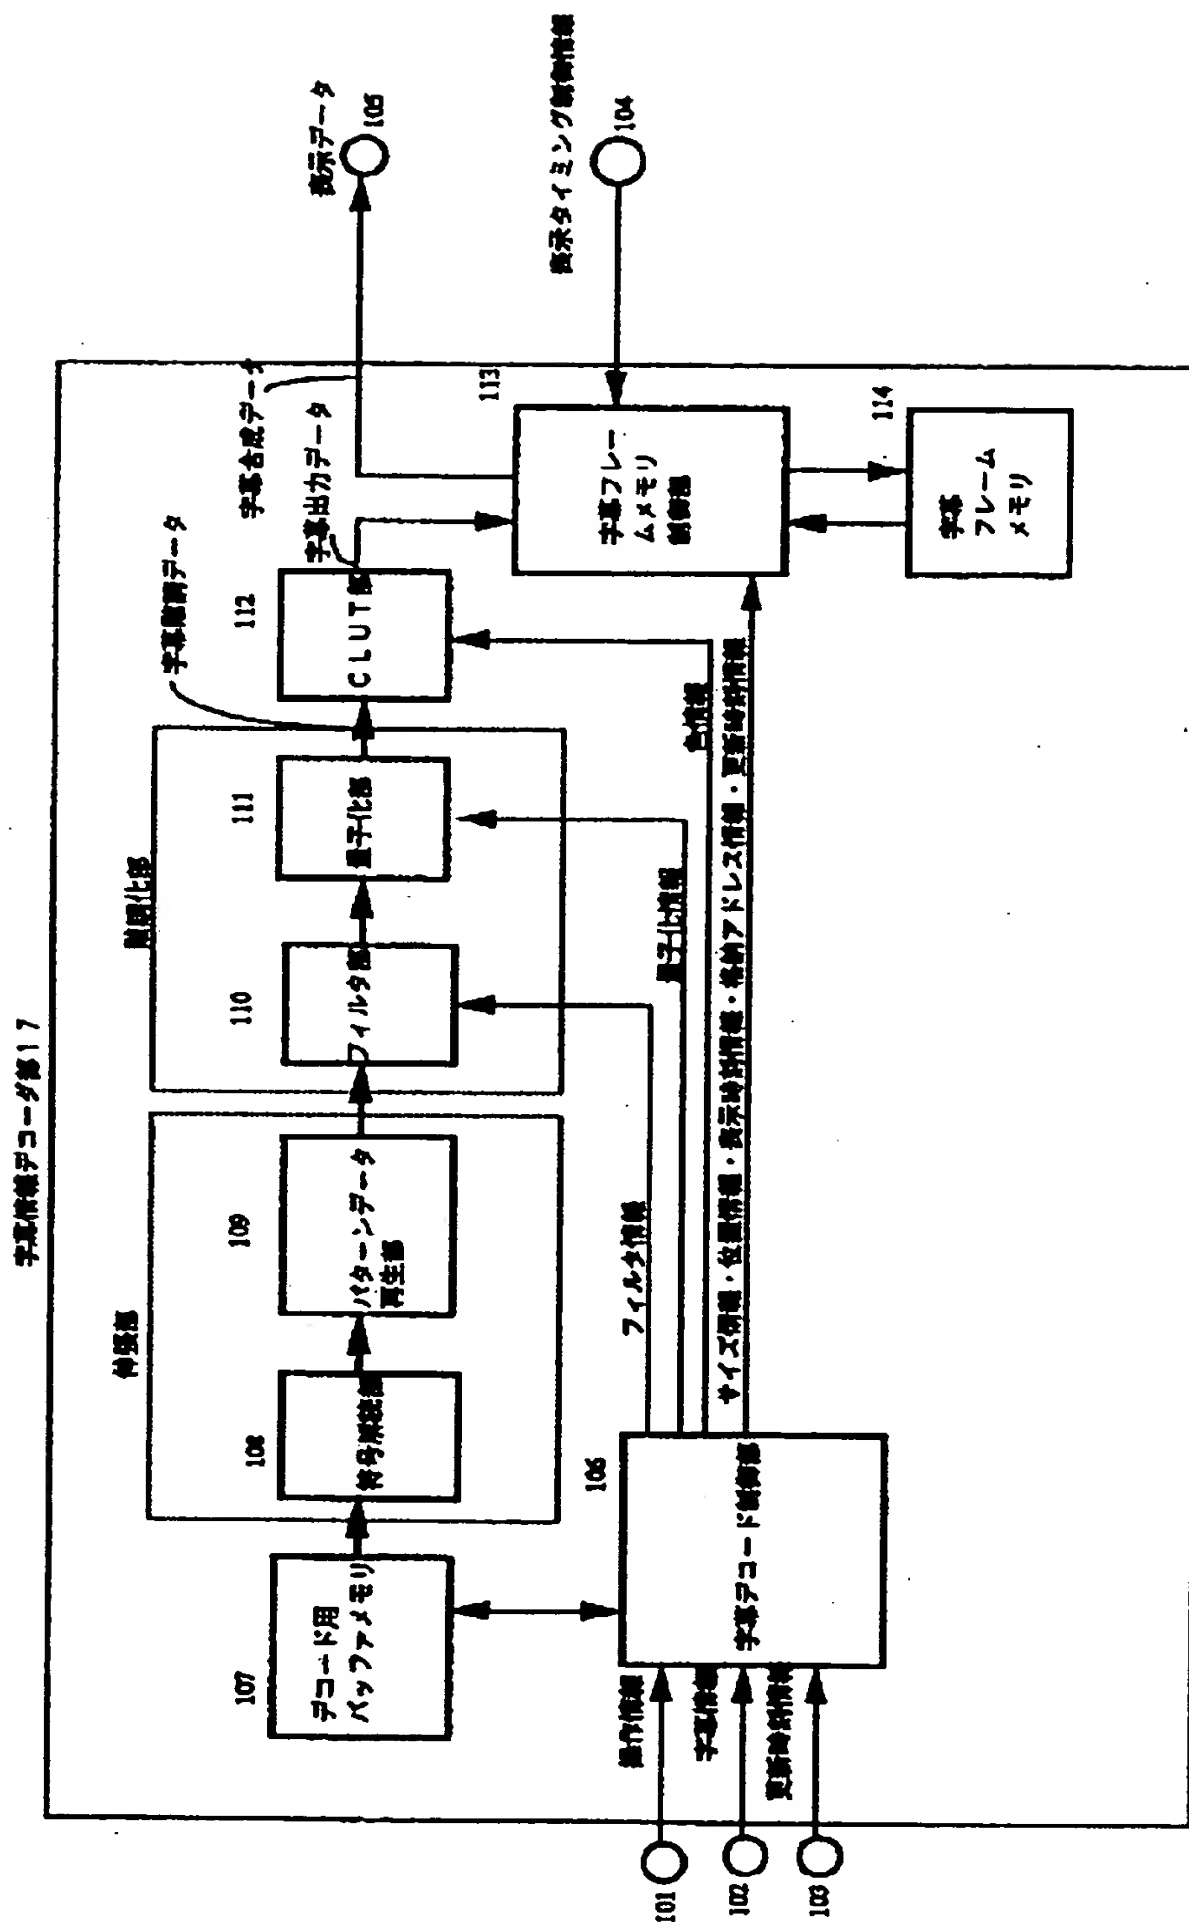 字幕情報デコーダ部17
伸張部
階調化部
字幕階調データ
字幕合成データ
表示データ
105
107
デコード用
バッファメモリ
108
符号解読部
109
パターンデータ
再生部
110
フィルタ部
111
量子化部
112
CLUT部
字幕出力データ
113
字幕フレー
ムメモリ
制御部
表示タイミング制御情報
104
114
字幕
フレーム
メモリ
106
字幕デコード制御部
フィルタ情報
量子化情報
色情報
サイズ情報・位置情報・表示時刻情報・格納アドレス情報・更新時刻情報
操作情報
101
字幕情報
102
更新時刻情報
103